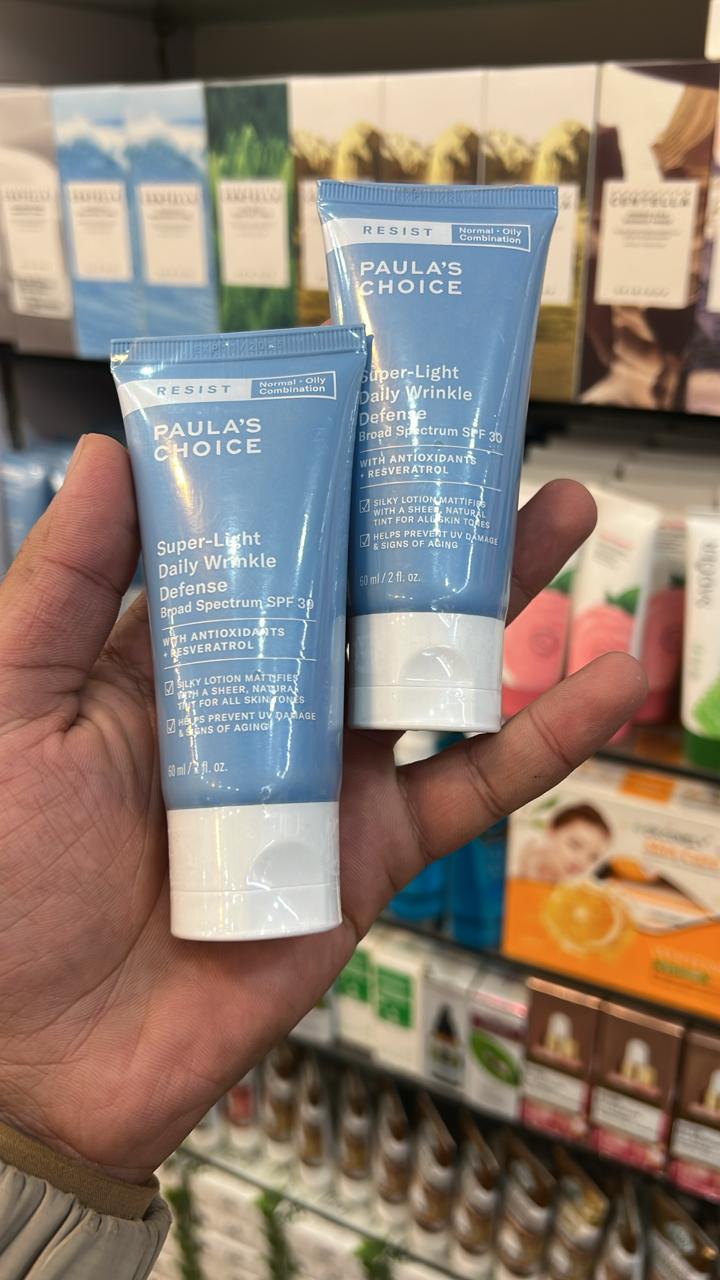 RESIST
Normal • Oily
Combination
PAULA'S
CHOICE
Super-Light
Daily Wrinkle
Defense
Broad Spectrum SPF 30
WITH ANTIOXIDANTS
+ RESVERATROL
SILKY LOTION MATTIFIES
WITH A SHEER, NATURAL
TINT FOR ALL SKIN TONES
HELPS PREVENT UV DAMAGE
& SIGNS OF AGING
60 ml / 2 fl. oz.
RESIST
Normal • Oily
Combination
PAULA'S
CHOICE
Super-Light
Daily Wrinkle
Defense
Broad Spectrum SPF 30
WITH ANTIOXIDANTS
+ RESVERATROL
SILKY LOTION MATTIFIES
WITH A SHEER, NATURAL
TINT FOR ALL SKIN TONES
HELPS PREVENT UV DAMAGE
& SIGNS OF AGING
60 ml / 2 fl. oz.
CENTELLA